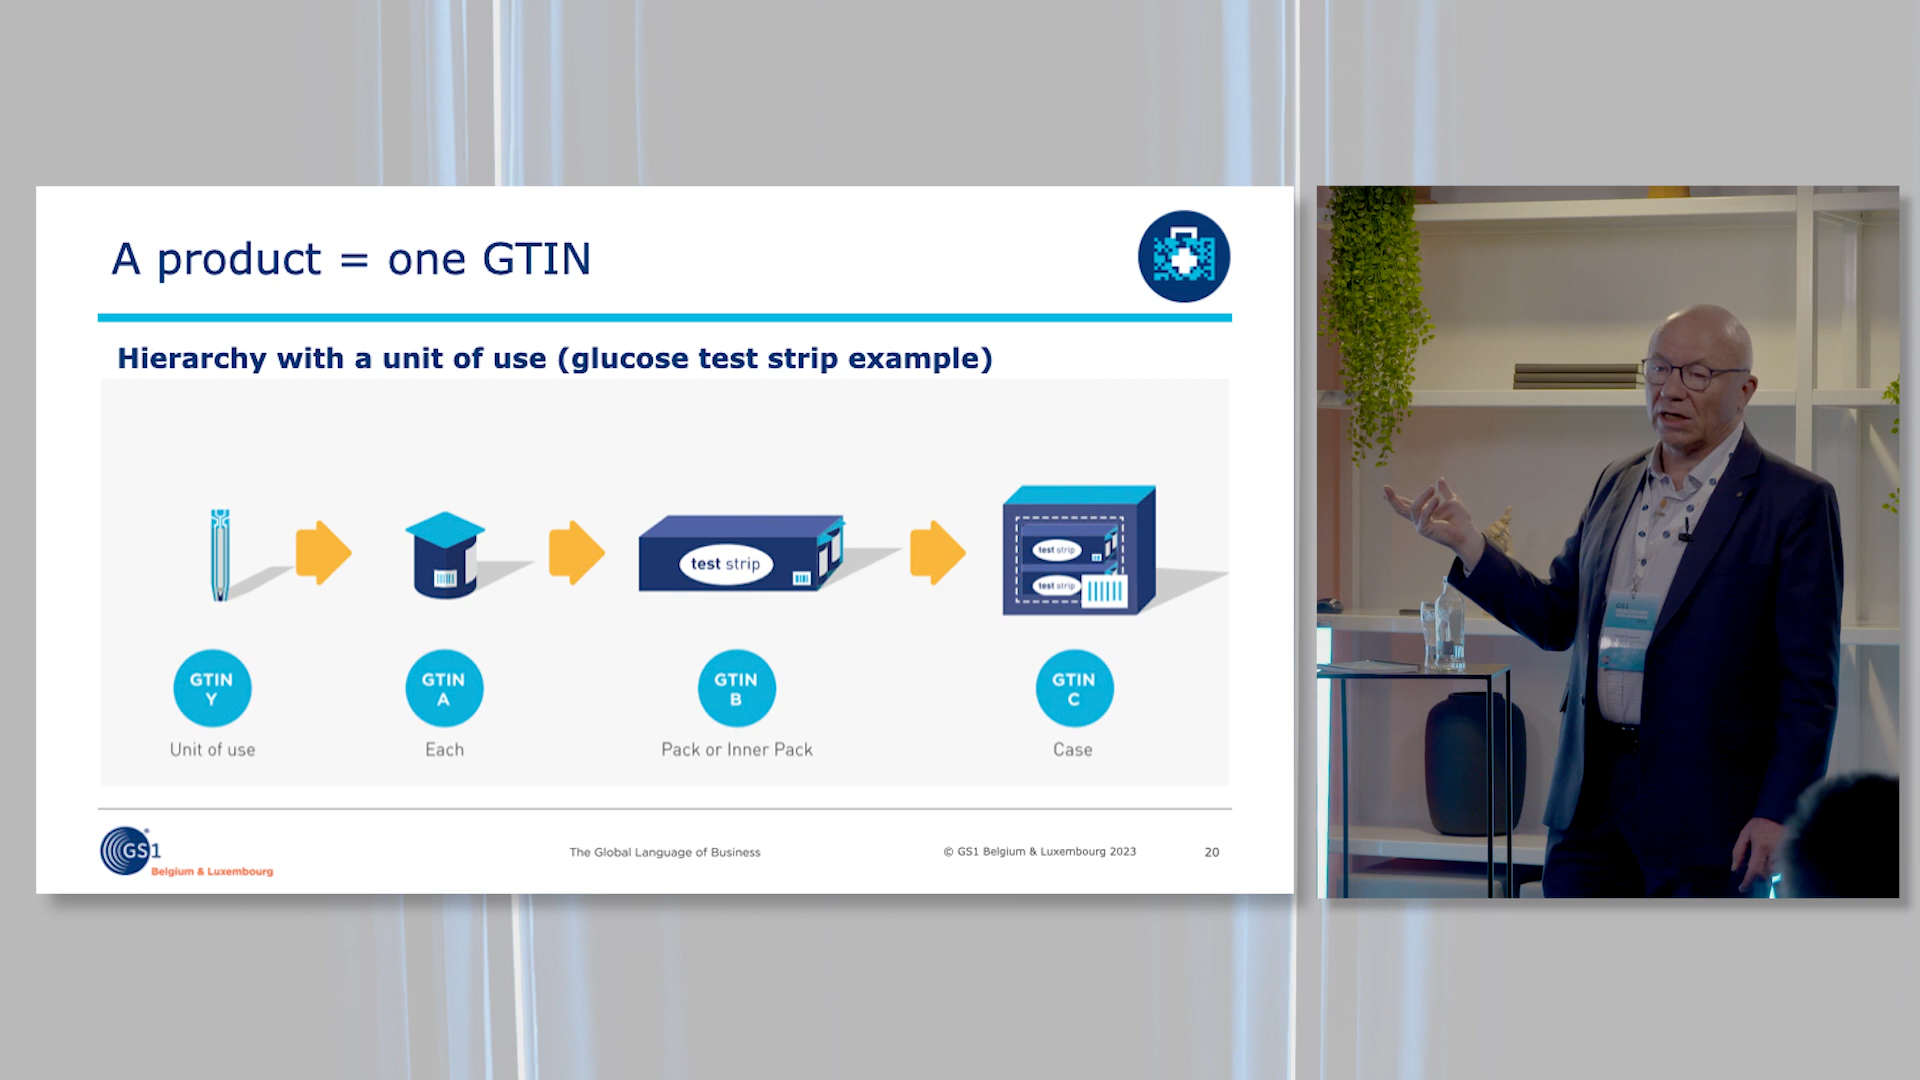 A product = one GTIN
Hierarchy with a unit of use (glucose test strip example)
test strip
test strip
test strip
GTIN
Y
GTIN
A
GTIN
B
GTIN
C
Unit of use
Each
Pack or Inner Pack
Case
GS1
Belgium & Luxembourg
The Global Language of Business
© GS1 Belgium & Luxembourg 2023
20
GS1